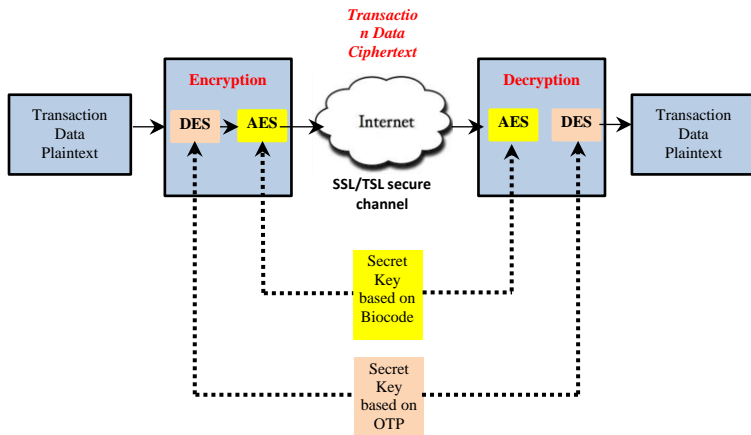 Transactio
n Data
Ciphertext
Encryption
Decryption
Transaction
Data
Plaintext
DES
AES
Internet
AES
DES
Transaction
Data
Plaintext
SSL/TSL secure
channel
Secret
Key
based on
Biocode
Secret
Key
based on
OTP